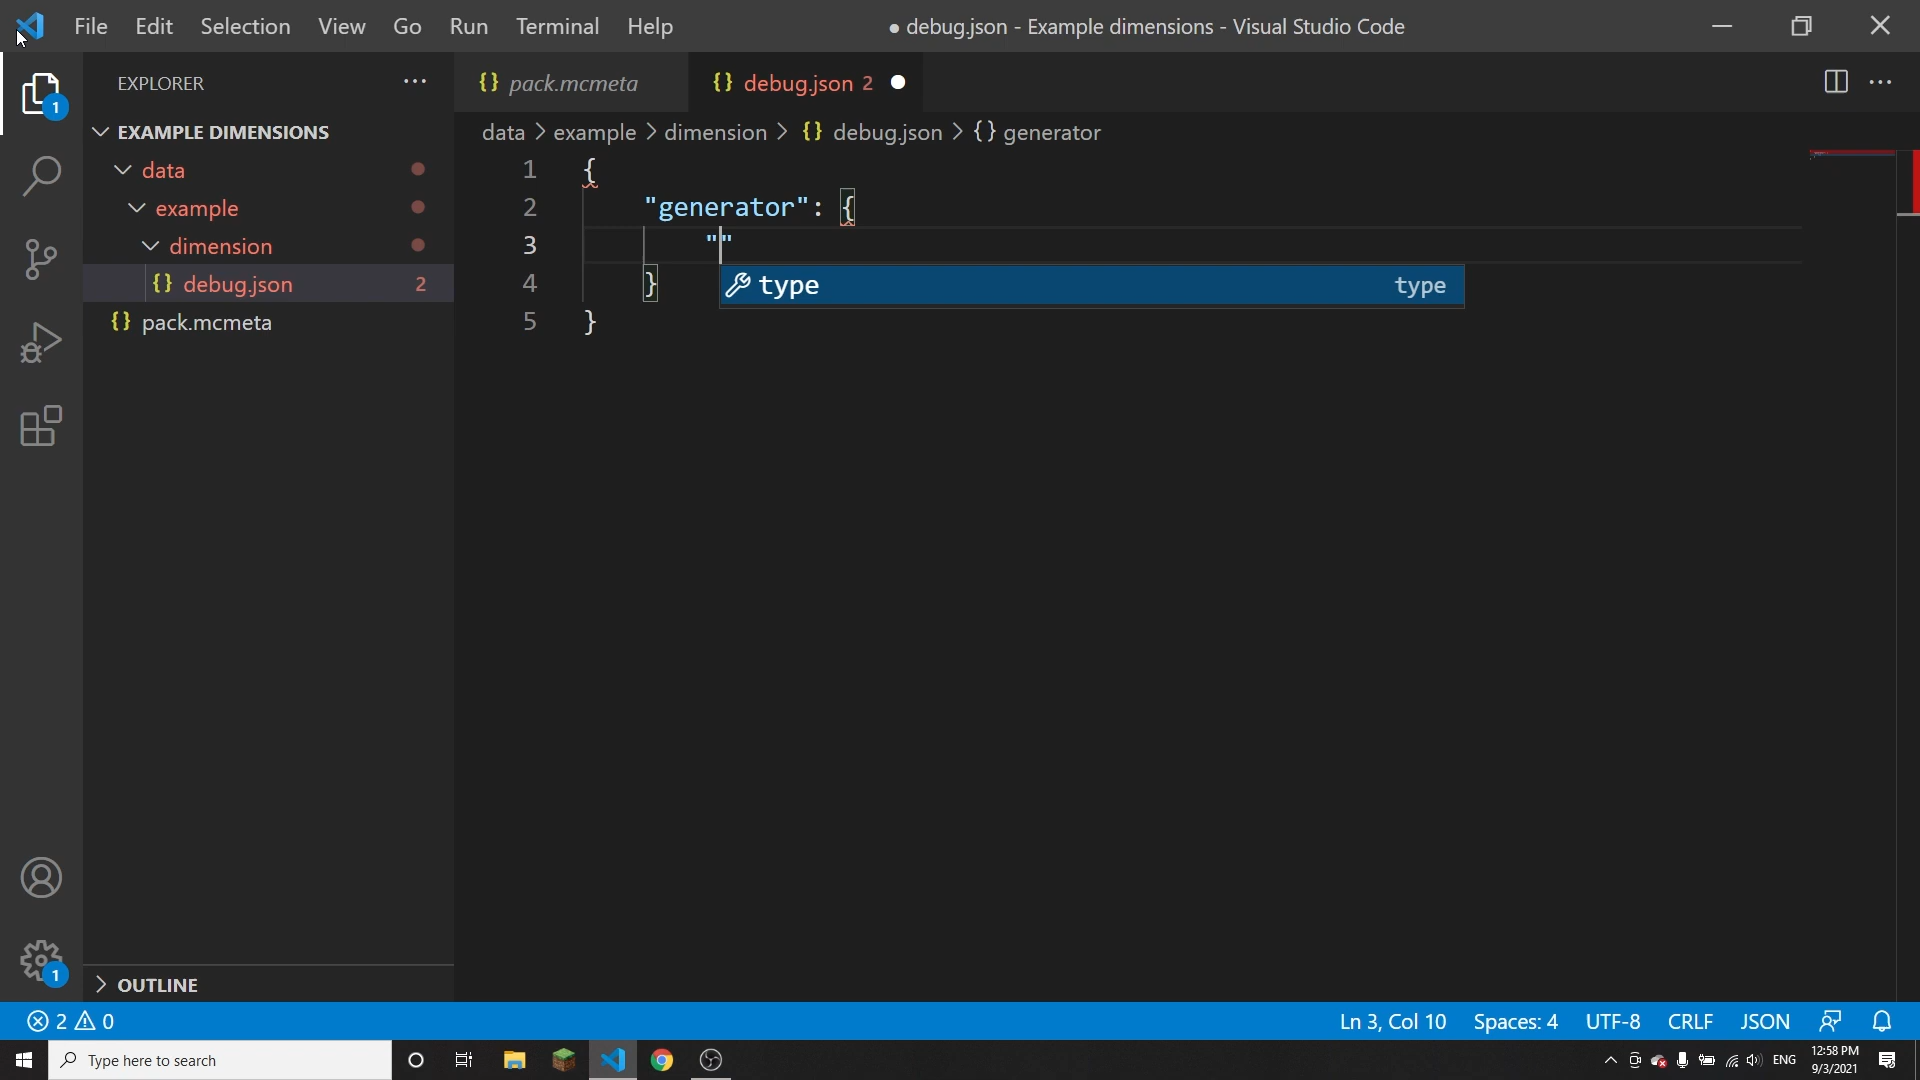 File Edit Selection View Go Run Terminal Help ● debug.json - Example dimensions - Visual Studio Code
EXPLORER ···
{} pack.mcmeta {} debug.json 2 ●
1
EXAMPLE DIMENSIONS
data > example > dimension > {} debug.json > {} generator
data
example
dimension
{} debug.json 2
{} pack.mcmeta
1 {
2 "generator": {
3 ""
type type
4 }
5 }
1
OUTLINE
2 0 Ln 3, Col 10 Spaces: 4 UTF-8 CRLF JSON
Type here to search ENG 12:58 PM
9/3/2021